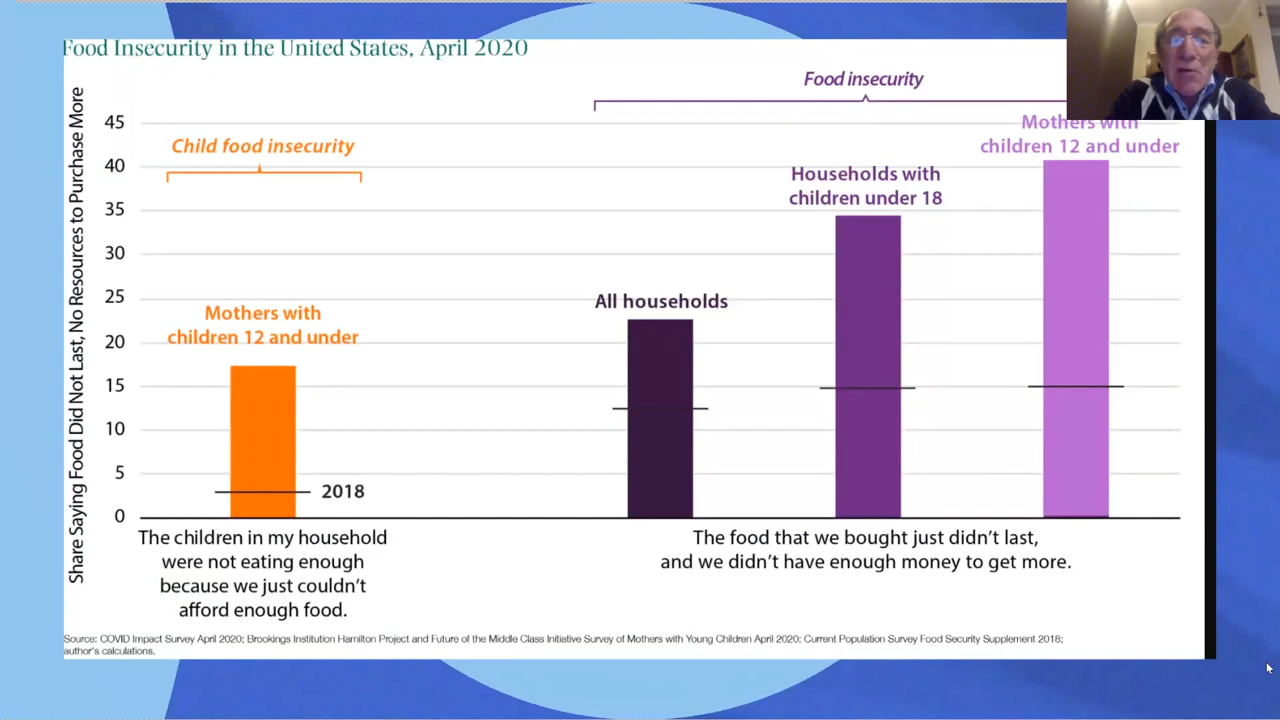 Food Insecurity in the United States, April 2020
Share Saying Food Did Not Last, No Resources to Purchase More
45
40
35
30
25
20
15
10
5
0
Child food insecurity
Mothers with
children 12 and under
2018
Food insecurity
All households
Households with
children under 18
Mothers with
children 12 and under
The children in my household
were not eating enough
because we just couldn’t
afford enough food.
The food that we bought just didn’t last,
and we didn’t have enough money to get more.
Source: COVID Impact Survey April 2020; Brookings Institution Hamilton Project and Future of the Middle Class Initiative Survey of Mothers with Young Children April 2020; Current Population Survey Food Security Supplement 2018;
author's calculations.